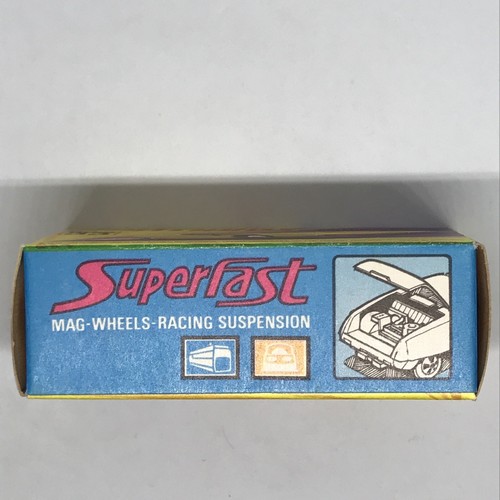 Superfast
MAG-WHEELS-RACING SUSPENSION